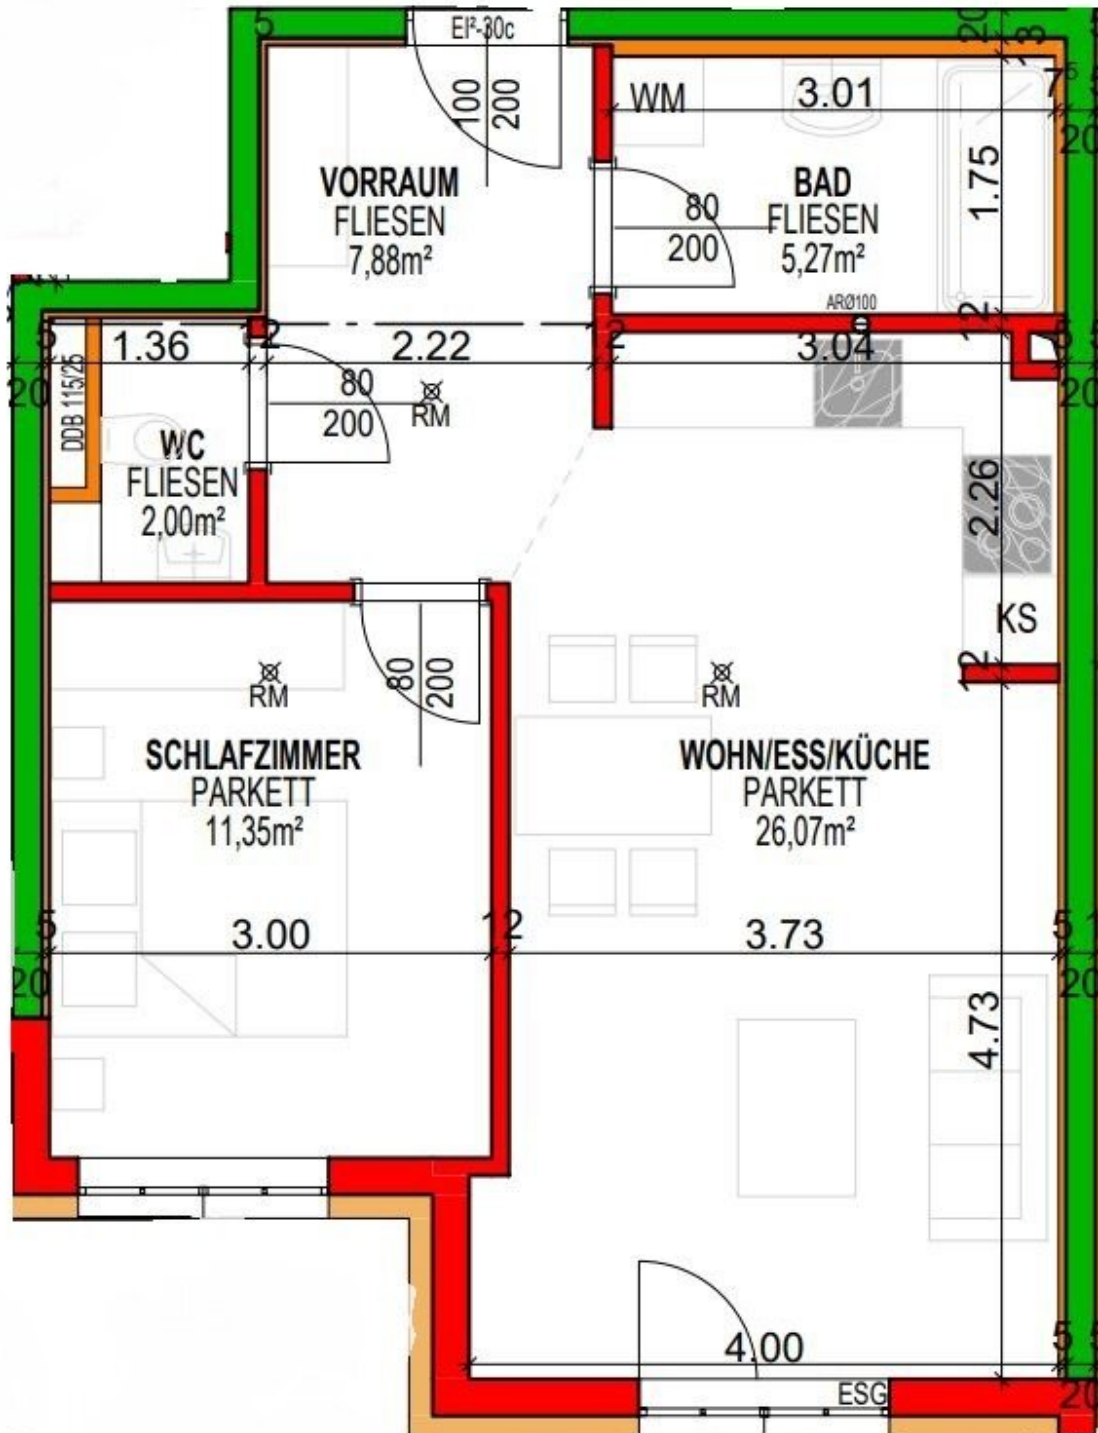 5
EI²-30c
20
3
100
200
WM
3.01
7⁵
20
1.75
VORRAUM
FLIESEN
7,88m²
BAD
FLIESEN
5,27m²
80
200
ARØ100
5
1.36
12
2.22
12
3.04
12
5
20
20
DDB 115/25
80
200
RM
WC
FLIESEN
2,00m²
2.26
KS
80
200
RM
RM
12
SCHLAFZIMMER
PARKETT
11,35m²
WOHN/ESS/KÜCHE
PARKETT
26,07m²
5
3.00
12
3.73
5
20
20
4.73
4.00
5
ESG
20